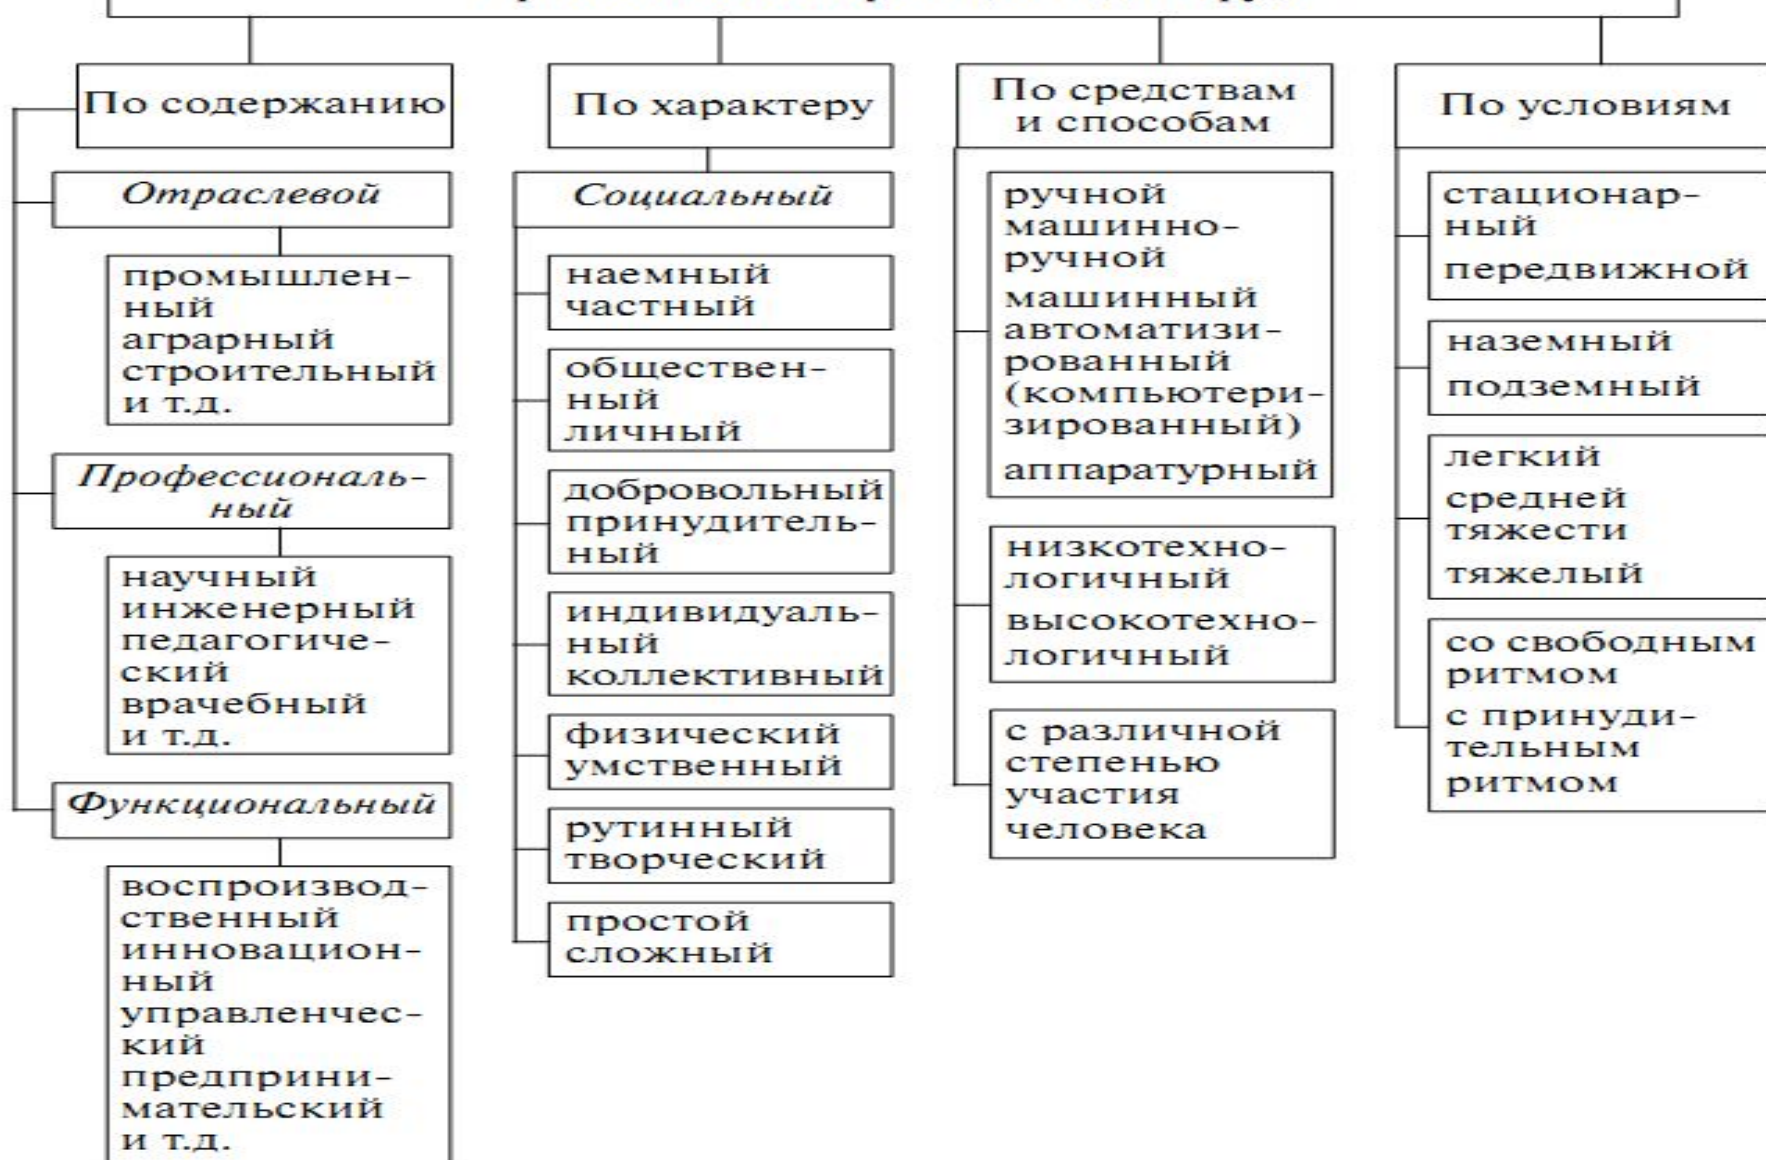 По содержанию
Отраслевой
промышлен-
ный
аграрный
строительный
и т.д.
Профессиональ-
ный
научный
инженерный
педагогиче-
ский
врачебный
и т.д.
Функциональный
воспроизвод-
ственный
инновацион-
ный
управленчес-
кий
предприни-
мательский
и т.д.
По характеру
Социальный
наемный
частный
обществен-
ный
личный
добровольный
принудитель-
ный
индивидуаль-
ный
коллективный
физический
умственный
рутинный
творческий
простой
сложный
По средствам
и способам
ручной
машинно-
ручной
машинный
автоматизи-
рованный
(компьютери-
зированный)
аппаратурный
низкотехно-
логичный
высокотехно-
логичный
с различной
степенью
участия
человека
По условиям
стационар-
ный
передвижной
наземный
подземный
легкий
средней
тяжести
тяжелый
со свободным
ритмом
с принуди-
тельным
ритмом